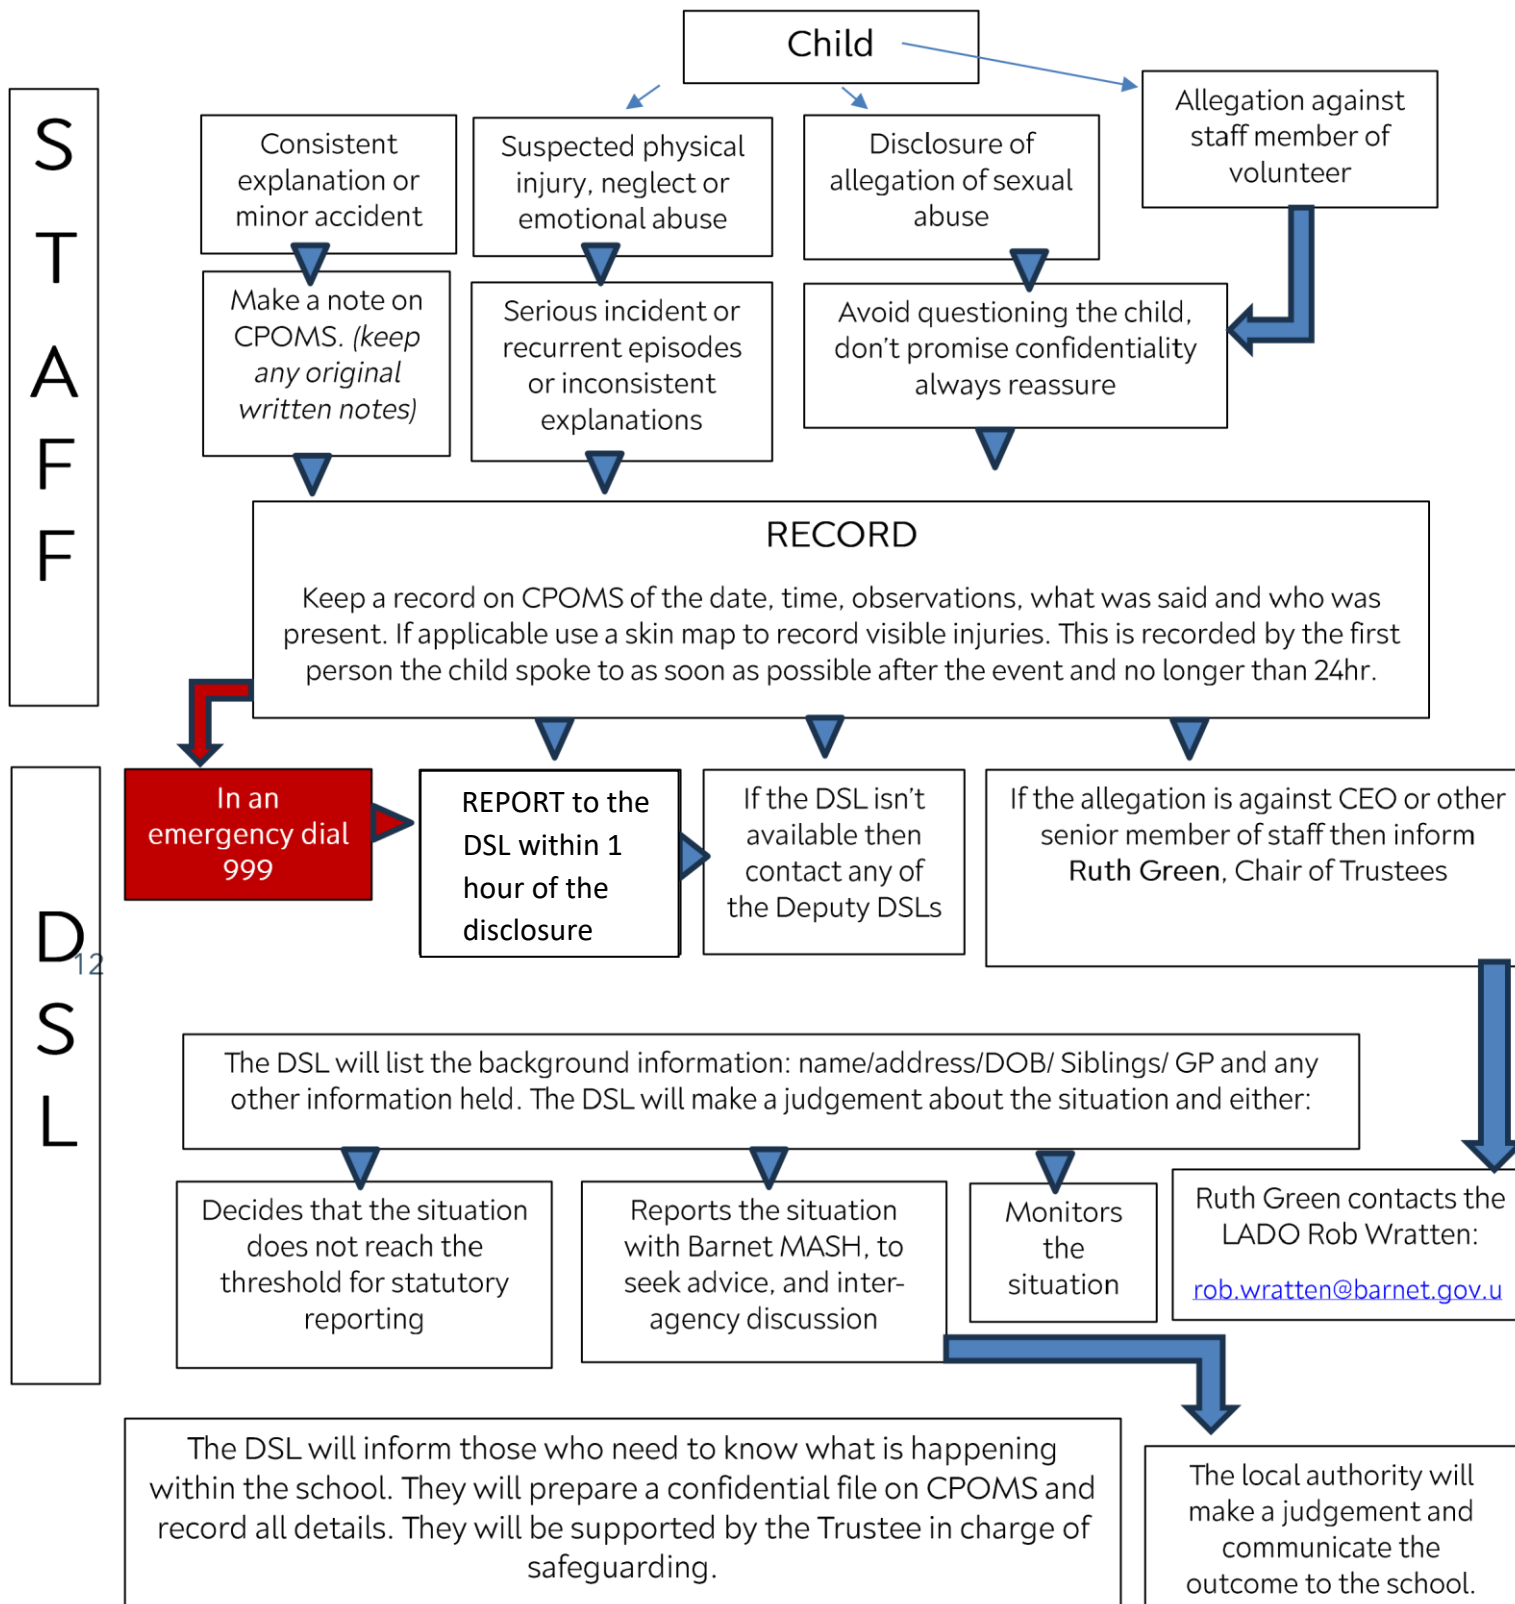 Child
Allegation against
staff member of
volunteer
Consistent
explanation or
minor accident
Suspected physical
injury, neglect or
emotional abuse
Disclosure of
allegation of sexual
abuse
S
T
A
F
F
Make a note on
CPOMS. (keep
any original
written notes)
Serious incident or
recurrent episodes
or inconsistent
explanations
Avoid questioning the child,
don't promise confidentiality
always reassure
RECORD
Keep a record on CPOMS of the date, time, observations, what was said and who was
present. If applicable use a skin map to record visible injuries. This is recorded by the first
person the child spoke to as soon as possible after the event and no longer than 24hr.
D
S
L
12
In an
emergency dial
999
REPORT to the
DSL within 1
hour of the
disclosure
If the DSL isn't
available then
contact any of
the Deputy DSLs
If the allegation is against CEO or other
senior member of staff then inform
Ruth Green, Chair of Trustees
The DSL will list the background information: name/address/DOB/ Siblings/ GP and any
other information held. The DSL will make a judgement about the situation and either:
Decides that the situation
does not reach the
threshold for statutory
reporting
Reports the situation
with Barnet MASH, to
seek advice, and inter-
agency discussion
Monitors
the
situation
Ruth Green contacts the
LADO Rob Wratten:
rob.wratten@barnet.gov.u
The DSL will inform those who need to know what is happening
within the school. They will prepare a confidential file on CPOMS and
record all details. They will be supported by the Trustee in charge of
safeguarding.
The local authority will
make a judgement and
communicate the
outcome to the school.